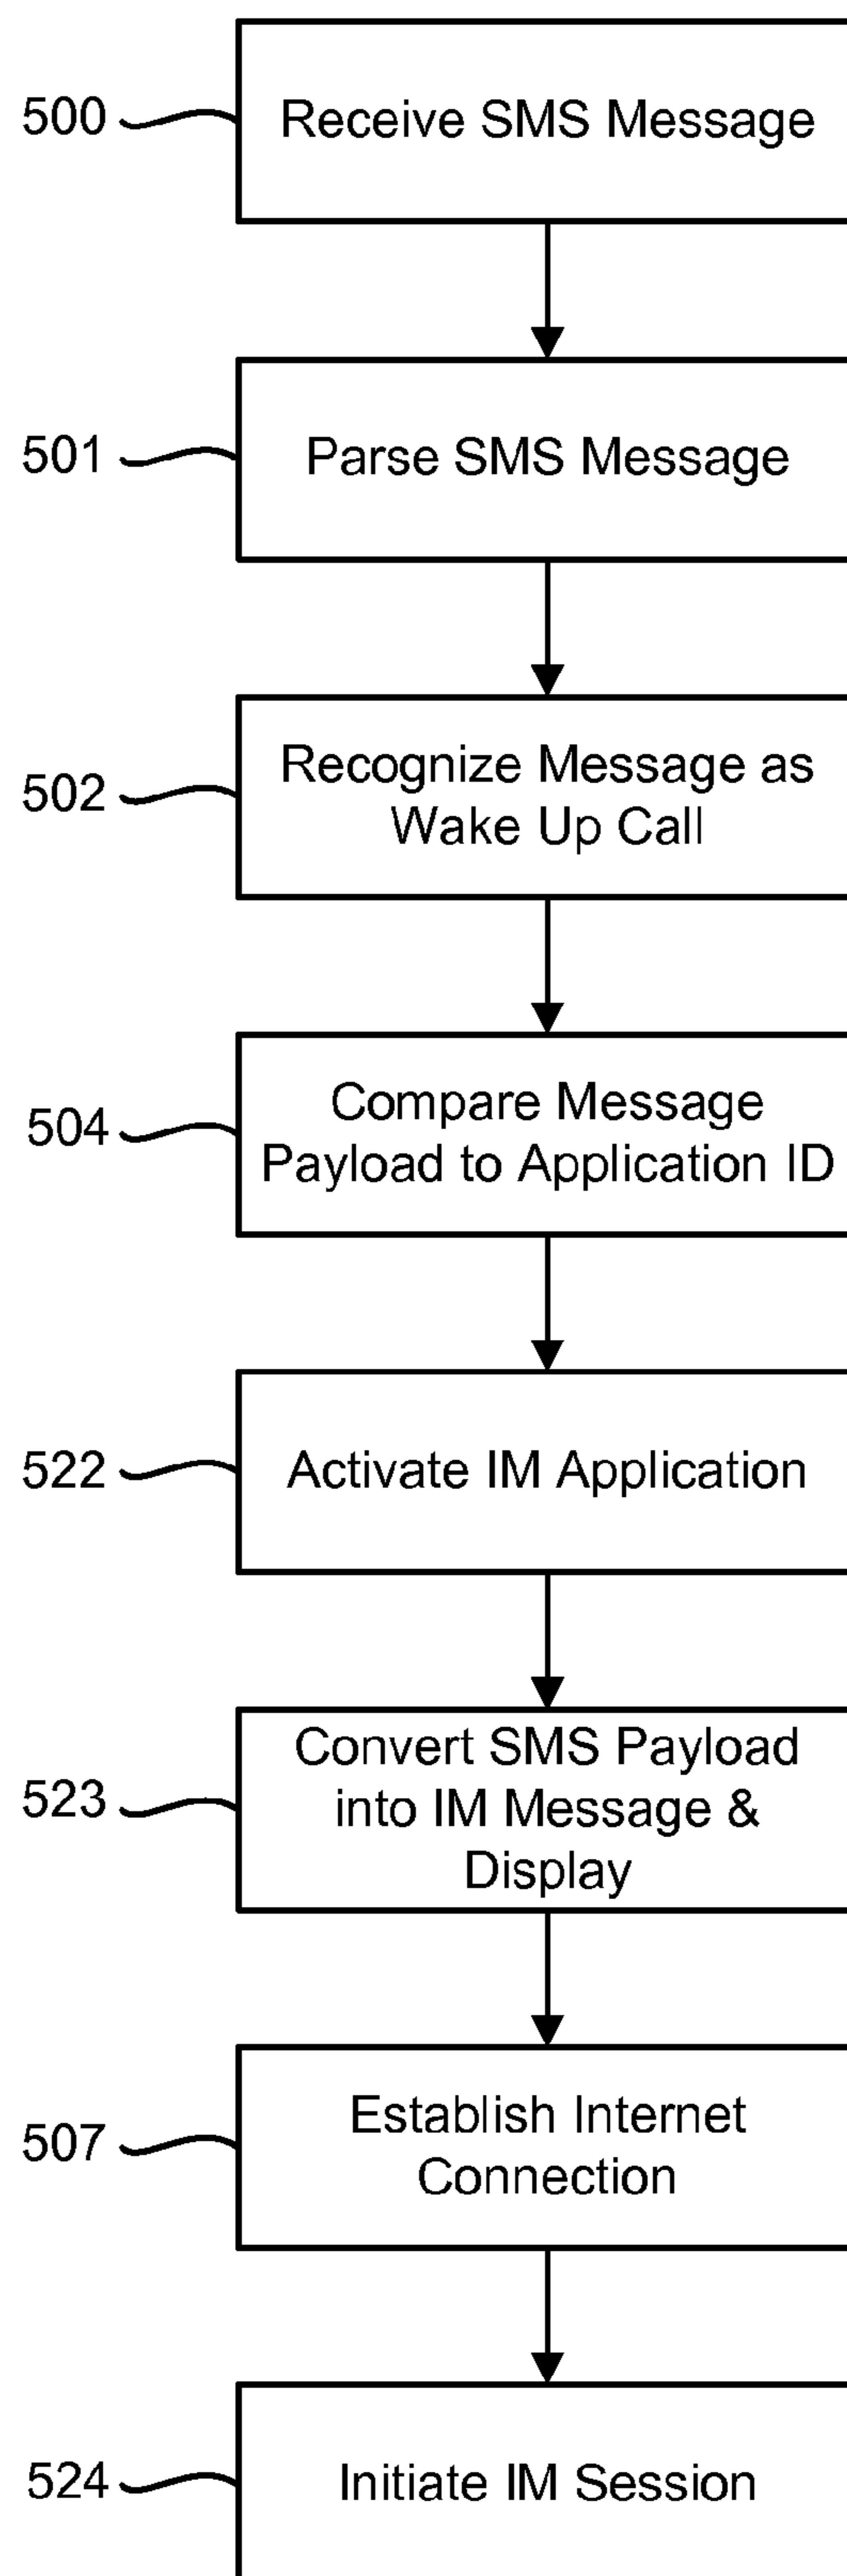 500
Receive SMS Message
501
Parse SMS Message
502
Recognize Message as
Wake Up Call
504
Compare Message
Payload to Application ID
522
Activate IM Application
523
Convert SMS Payload
into IM Message &
Display
507
Establish Internet
Connection
524
Initiate IM Session